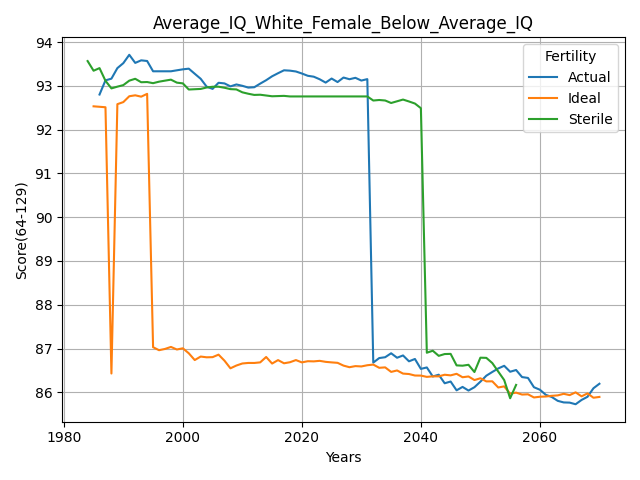 Average_IQ_White_Female_Below_Average_IQ
Score(64-129)
94
93
92
91
90
89
88
87
86
1980
2000
2020
2040
2060
Years
Fertility
Actual
Ideal
Sterile